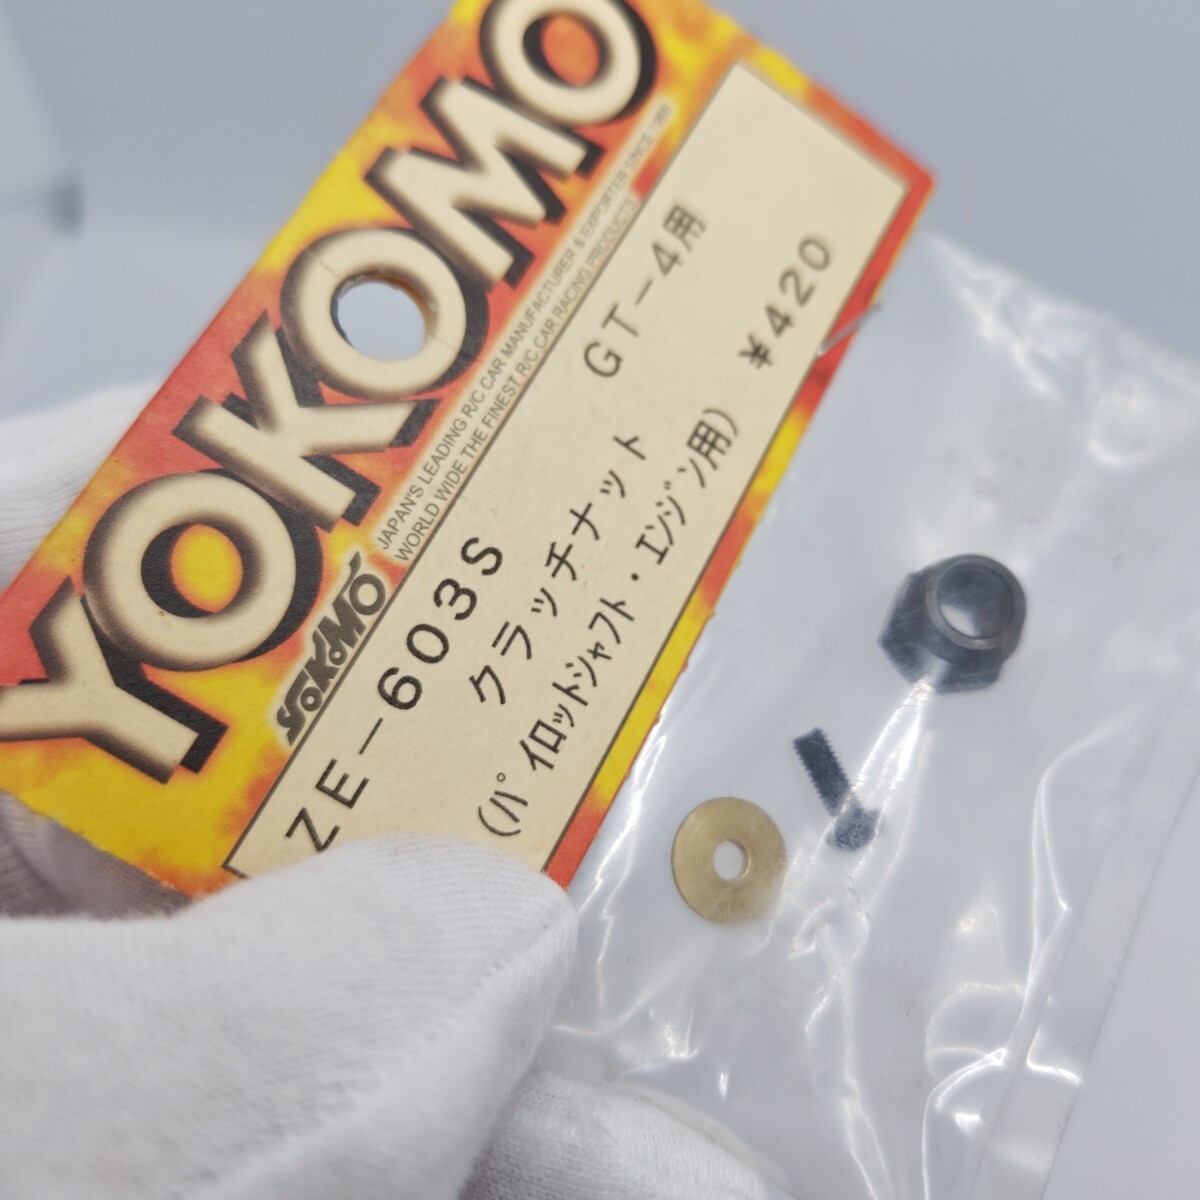 YOKOMO
YOKOMO
JAPAN'S LEADING R/C CAR MANUFACTURER & EXPORTER SINCE 1969
WORLD WIDE THE FINEST R/C CAR RACING PRODUCTS
ZE-603S GT-4用
クラッチナット
(パイロットシャフト・エンジン用) ¥420